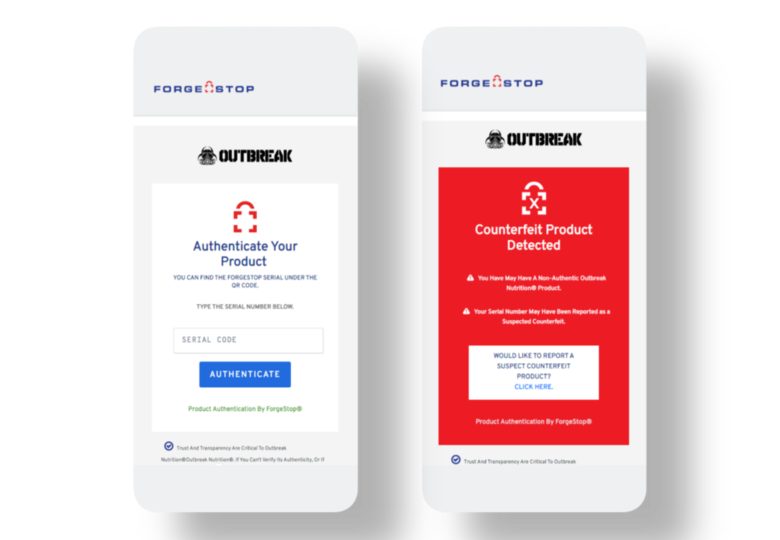 FORGESTOP
OUTBREAK
Authenticate Your
Product
YOU CAN FIND THE FORGESTOP SERIAL UNDER THE
QR CODE.
TYPE THE SERIAL NUMBER BELOW.
SERIAL CODE
AUTHENTICATE
Product Authentication By ForgeStop®
Trust And Transparency Are Critical To Outbreak
Nutrition®Outbreak Nutrition®. If You Can't Verify Its Authenticity, Or If
FORGESTOP
OUTBREAK
X
Counterfeit Product
Detected
You Have May Have A Non-Authentic Outbreak
Nutrition® Product.
Your Serial Number May Have Been Reported as a
Suspected Counterfeit.
WOULD LIKE TO REPORT A
SUSPECT COUNTERFEIT
PRODUCT?
CLICK HERE.
Product Authentication By ForgeStop®
Trust And Transparency Are Critical To Outbreak